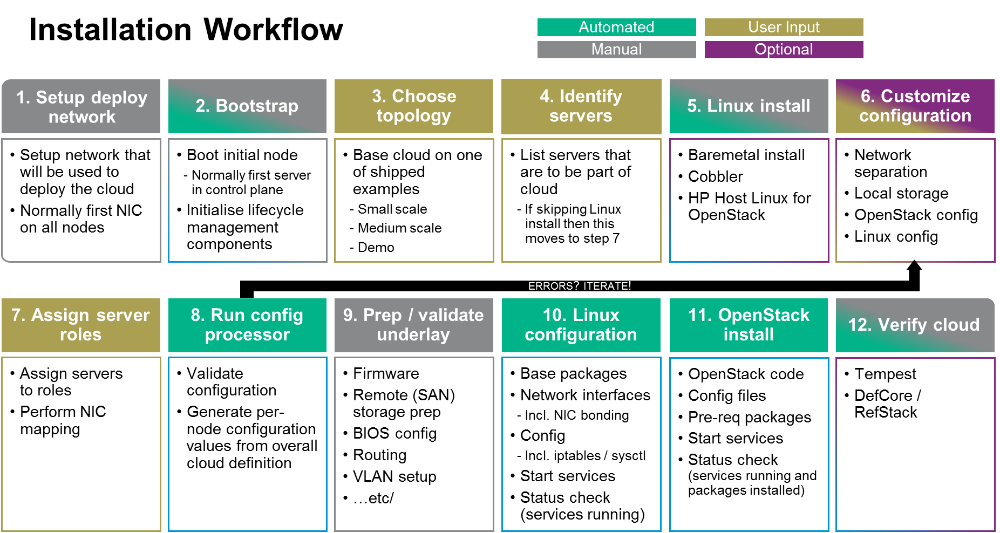 Installation Workflow
Automated
User Input
Manual
Optional
1. Setup deploy
network
• Setup network that
will be used to
deploy the cloud
• Normally first NIC
on all nodes
2. Bootstrap
• Boot initial node
- Normally first server
in control plane
• Initialise lifecycle
management
components
3. Choose
topology
• Base cloud on one
of shipped
examples
- Small scale
- Medium scale
- Demo
4. Identify
servers
• List servers that
are to be part of
cloud
- If skipping Linux
install then this
moves to step 7
5. Linux install
• Baremetal install
• Cobbler
• HP Host Linux for
OpenStack
6. Customize
configuration
• Network
separation
• Local storage
• OpenStack config
• Linux config
ERRORS? ITERATE!
7. Assign server
roles
• Assign servers
to roles
• Perform NIC
mapping
8. Run config
processor
• Validate
configuration
• Generate per-
node configuration
values from overall
cloud definition
9. Prep / validate
underlay
• Firmware
• Remote (SAN)
storage prep
• BIOS config
• Routing
• VLAN setup
• …etc/
10. Linux
configuration
• Base packages
• Network interfaces
- Incl. NIC bonding
• Config
- Incl. iptables / sysctl
• Start services
• Status check
(services running)
11. OpenStack
install
• OpenStack code
• Config files
• Pre-req packages
• Start services
• Status check
(services running and
packages installed)
12. Verify cloud
• Tempest
• DefCore /
RefStack